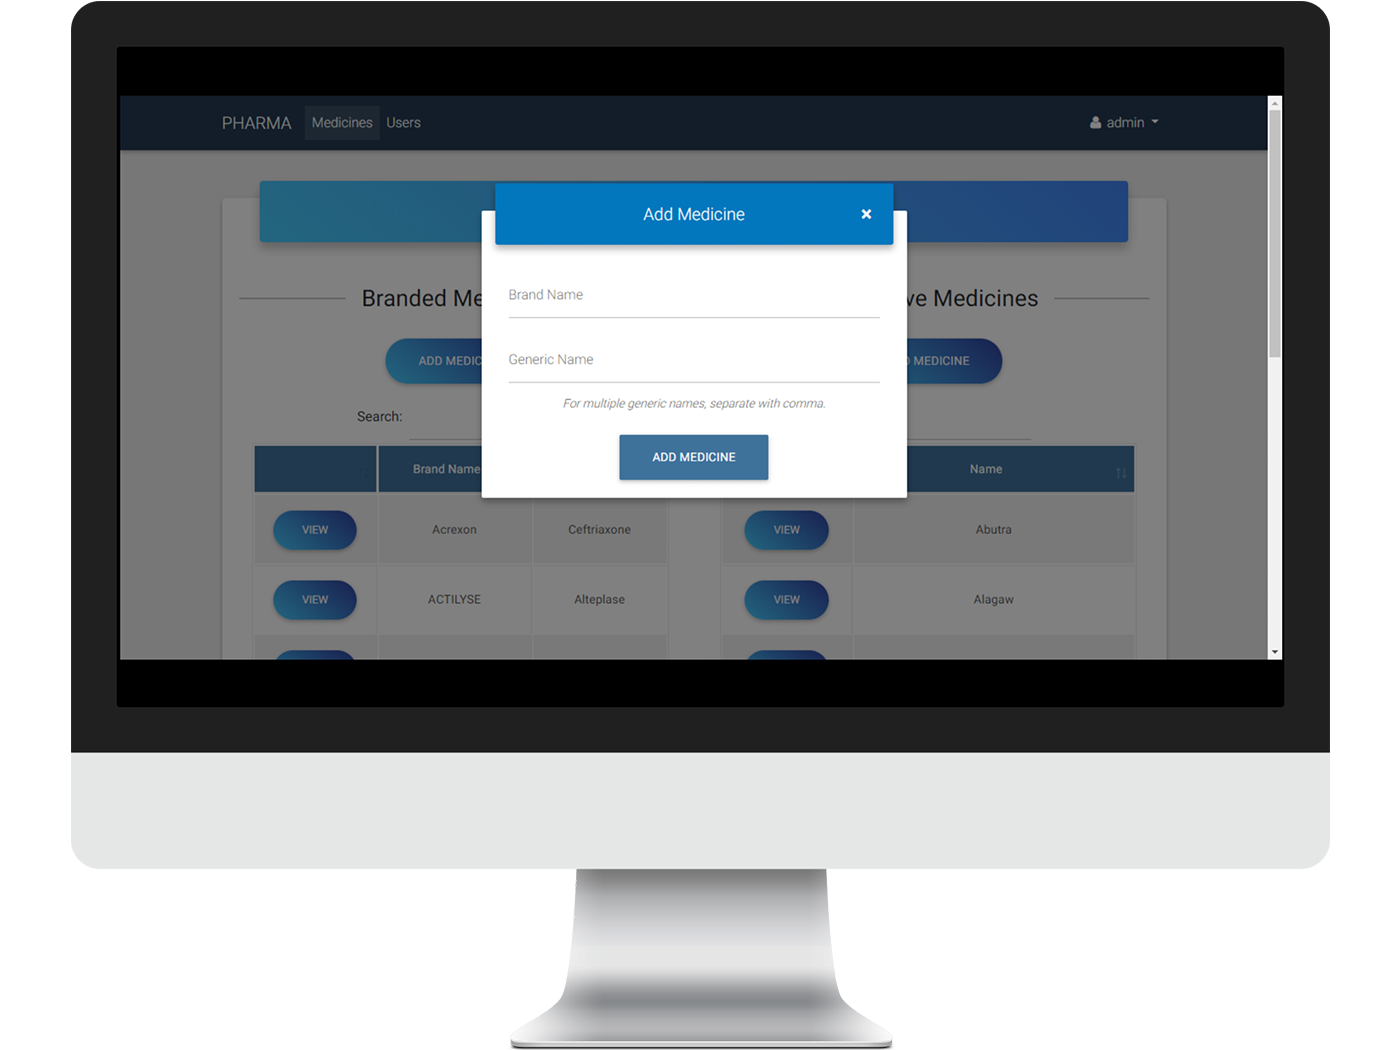 PHARMA Medicines Users admin
Add Medicine ×
Brand Name
Branded Me ve Medicines
Generic Name
ADD MEDIC MEDICINE
For multiple generic names, separate with comma.
Search:
ADD MEDICINE
Brand Name Name
VIEW Acrexon Ceftriaxone VIEW Abutra
VIEW ACTILYSE Alteplase VIEW Alagaw